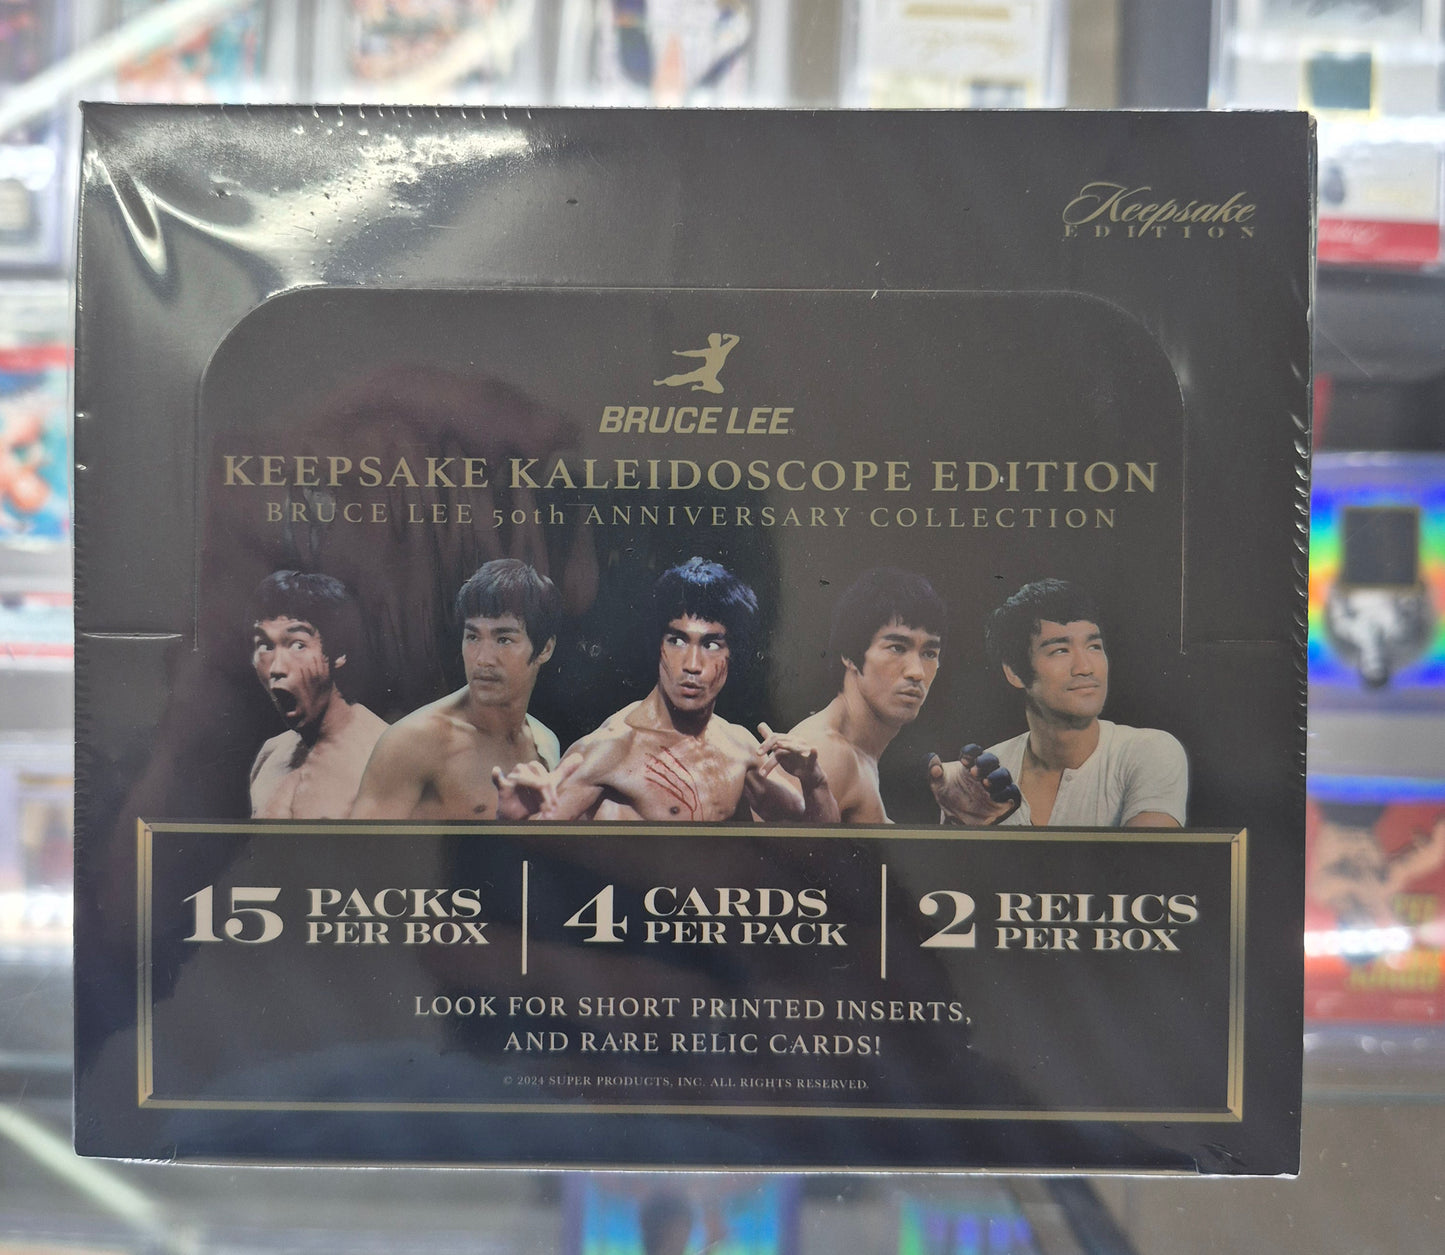 Keepsake
EDITION
BRUCE LEE
KEEPSAKE KALEIDOSCOPE EDITION
BRUCE LEE 50th ANNIVERSARY COLLECTION
15 PACKS PER BOX
4 CARDS PER PACK
2 RELICS PER BOX
LOOK FOR SHORT PRINTED INSERTS,
AND RARE RELIC CARDS!
© 2024 SUPER PRODUCTS, INC. ALL RIGHTS RESERVED.